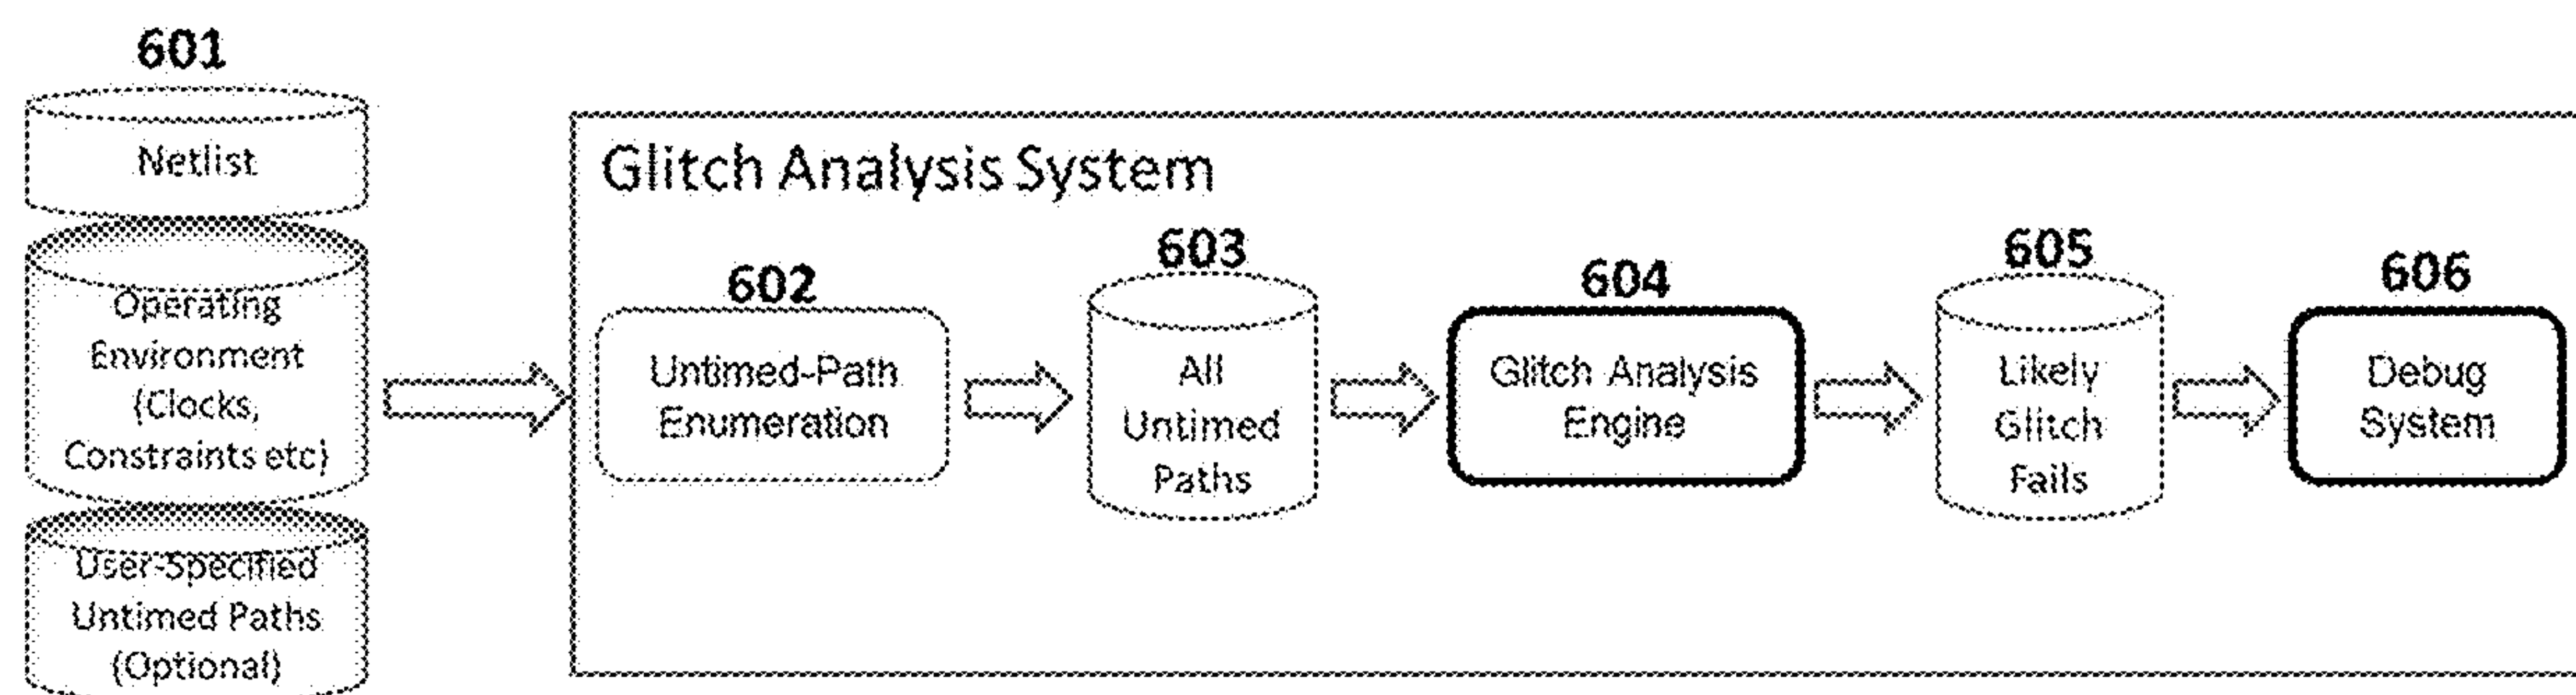 601
Netlist
Operating
Environment
(Clocks,
Constraints etc)
User-Specified
Untimed Paths
(Optional)
Glitch Analysis System
602
Untimed-Path
Enumeration
603
All
Untimed
Paths
604
Glitch Analysis
Engine
605
Likely
Glitch
Fails
606
Debug
System